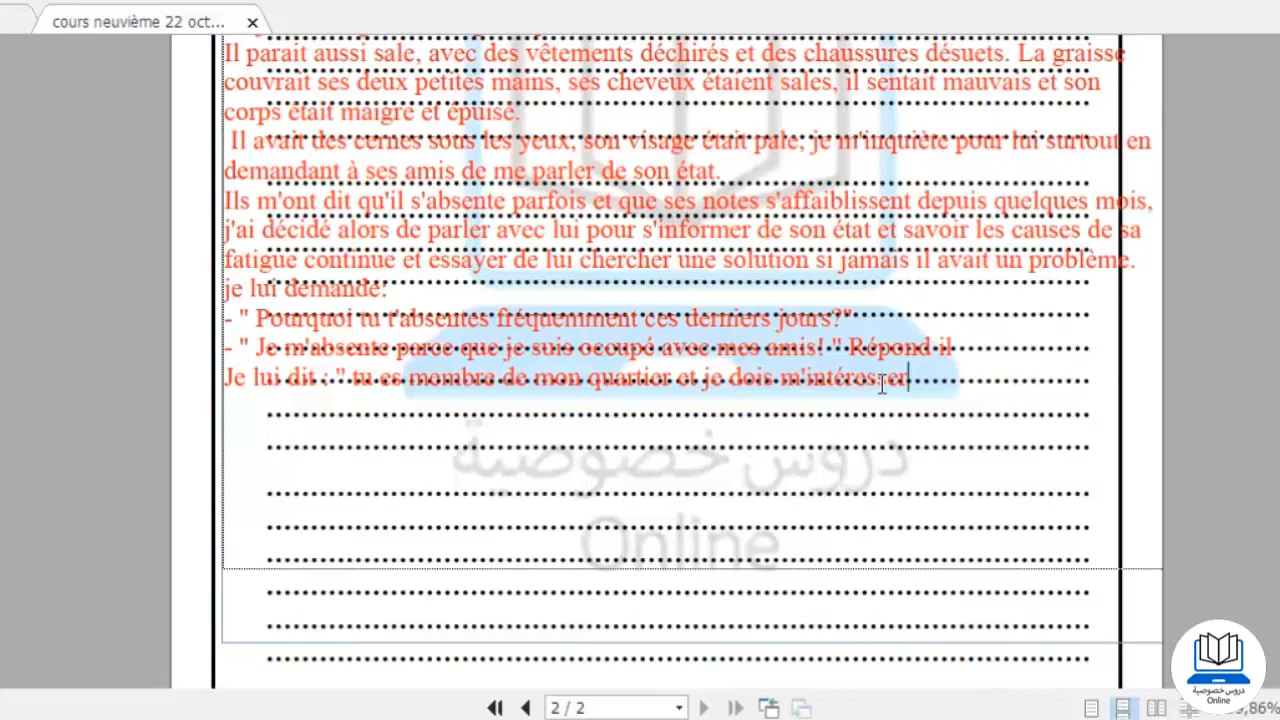 cours neuvième 22 oct...
Il parait aussi sale, avec des vêtements déchirés et des chaussures désuets. La graisse
couvrait ses deux petites mains, ses cheveux étaient sales, il sentait mauvais et son
corps était maigre et épuisé.
Il avait des cernes sous les yeux, son visage était pale, je m'inquiète pour lui surtout en
demandant à ses amis de me parler de son état.
Ils m'ont dit qu'il s'absente parfois et que ses notes s'affaiblissent depuis quelques mois,
j'ai décidé alors de parler avec lui pour s'informer de son état et savoir les causes de sa
fatigue continue et essayer de lui chercher une solution si jamais il avait un problème.
je lui demande:
- " Pourquoi tu t'absentes fréquemment ces derniers jours?"
- " Je m'absente parce que je suis occupé avec mes amis! " Répond il
Je lui dit : " tu es membre de mon quartier et je dois m'intéresser
دروس خصوصية
Online
دروس خصوصية
Online
2 / 2
,86%